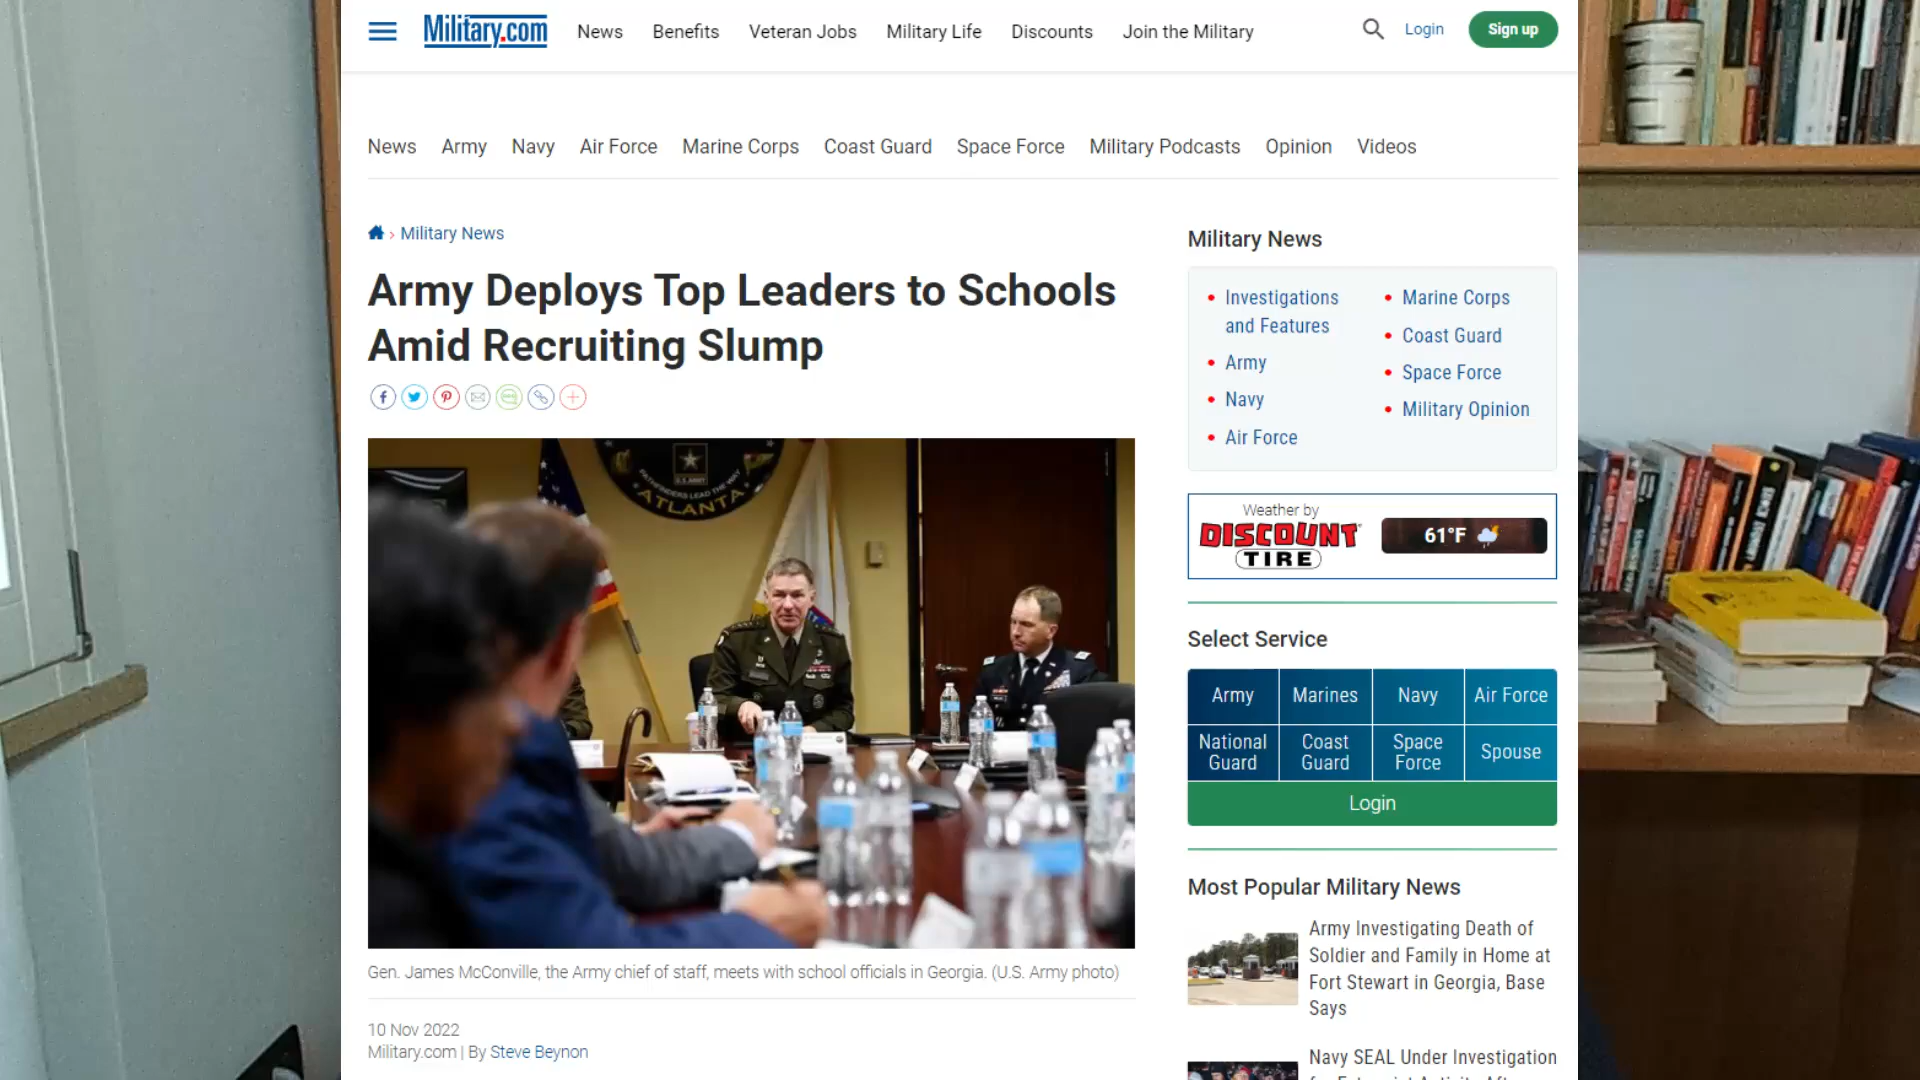 Military.com
News
Benefits
Veteran Jobs
Military Life
Discounts
Join the Military
Login
Sign up
News
Army
Navy
Air Force
Marine Corps
Coast Guard
Space Force
Military Podcasts
Opinion
Videos
Military News
Army Deploys Top Leaders to Schools
Amid Recruiting Slump
U.S. ARMY
PATHFINDERS LEAD THE WAY
ATLANTA
Gen. James McConville, the Army chief of staff, meets with school officials in Georgia. (U.S. Army photo)
10 Nov 2022
Military.com | By Steve Beynon
Military News
Investigations
and Features
Army
Navy
Air Force
Marine Corps
Coast Guard
Space Force
Military Opinion
Weather by
DISCOUNT
TIRE
61°F
Select Service
Army
Marines
Navy
Air Force
National
Guard
Coast
Guard
Space
Force
Spouse
Login
Most Popular Military News
Army Investigating Death of
Soldier and Family in Home at
Fort Stewart in Georgia, Base
Says
Navy SEAL Under Investigation